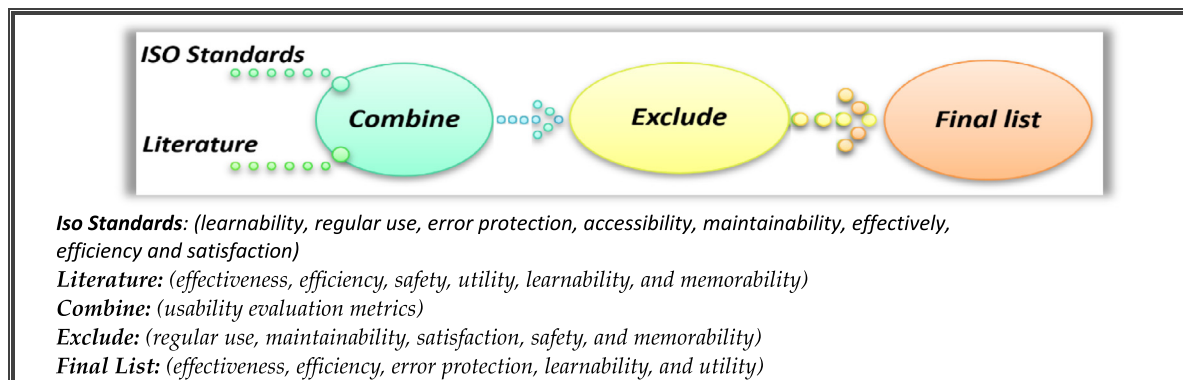 ISO Standards
Literature
Combine
Exclude
Final list
Iso Standards: (learnability, regular use, error protection, accessibility, maintainability, effectively,
efficiency and satisfaction)
Literature: (effectiveness, efficiency, safety, utility, learnability, and memorability)
Combine: (usability evaluation metrics)
Exclude: (regular use, maintainability, satisfaction, safety, and memorability)
Final List: (effectiveness, efficiency, error protection, learnability, and utility)